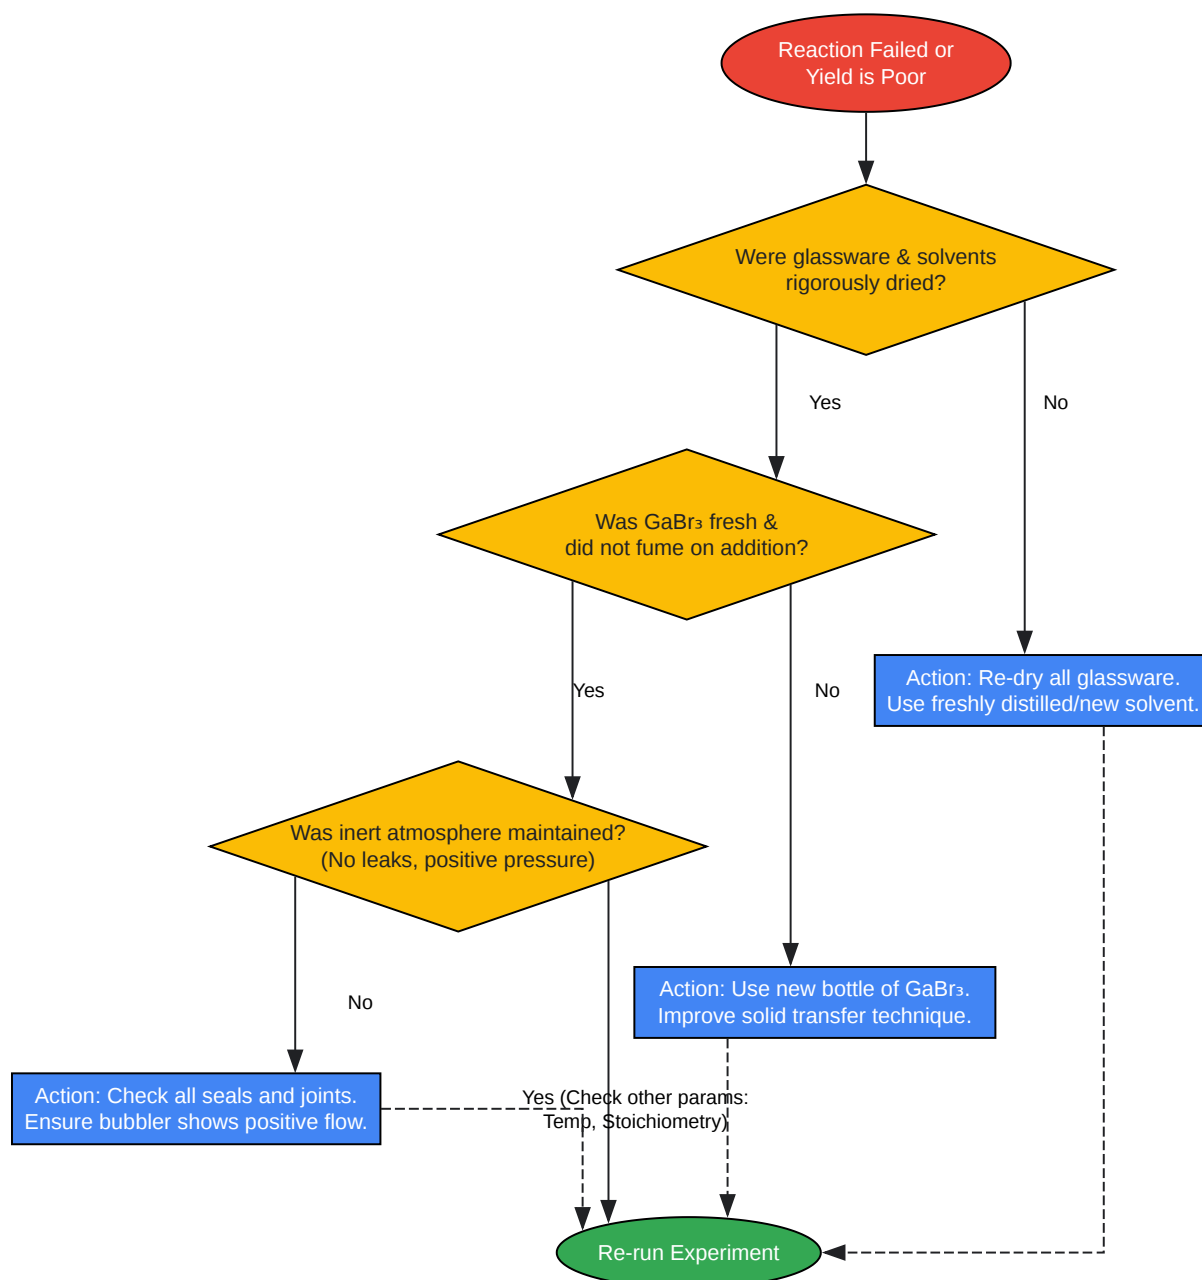 Reaction Failed or
Yield is Poor
Were glassware & solvents
rigorously dried?
Yes
No
Was GaBr₃ fresh &
did not fume on addition?
Yes
No
Action: Re-dry all glassware.
Use freshly distilled/new solvent.
Was inert atmosphere maintained?
(No leaks, positive pressure)
No
Action: Use new bottle of GaBr₃.
Improve solid transfer technique.
Action: Check all seals and joints.
Ensure bubbler shows positive flow.
Yes (Check other params:
Temp, Stoichiometry)
Re-run Experiment